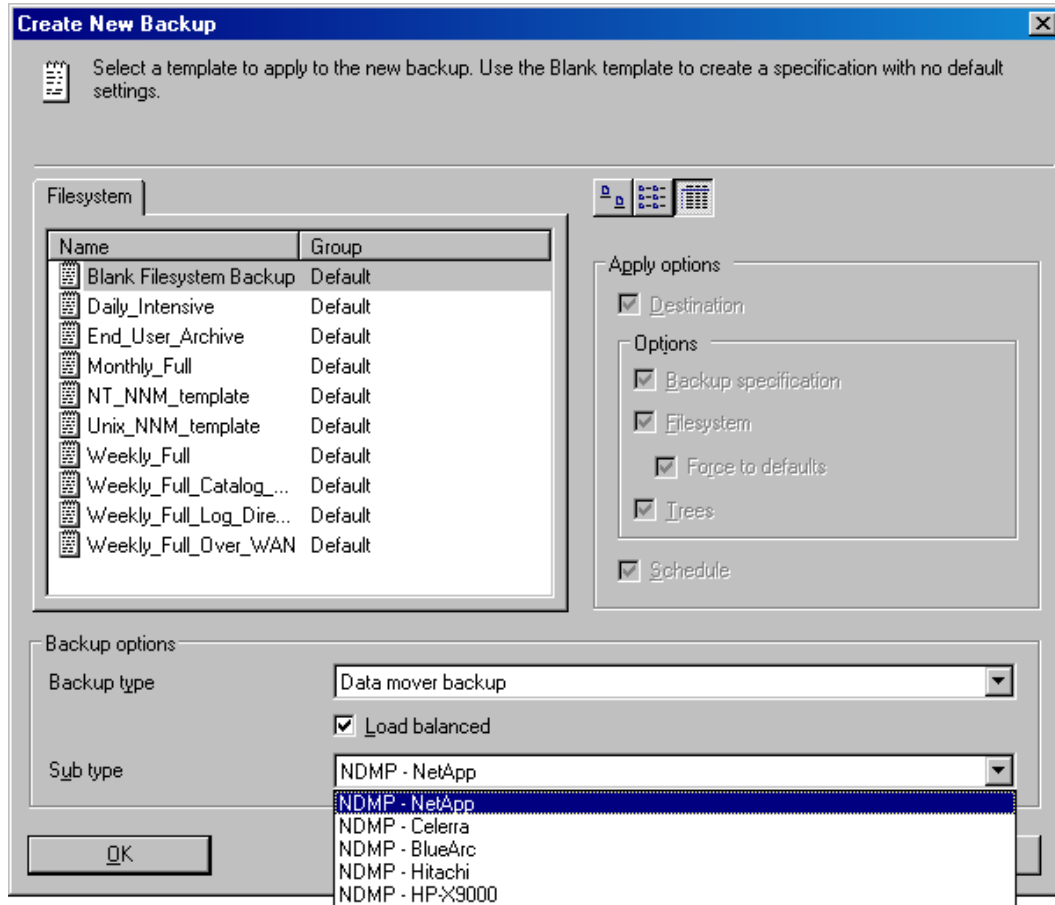 Create New Backup
Select a template to apply to the new backup. Use the Blank template to create a specification with no default
settings.
Filesystem
Name Group
Blank Filesystem Backup Default
Daily_Intensive Default
End_User_Archive Default
Monthly_Full Default
NT_NNM_template Default
Unix_NNM_template Default
Weekly_Full Default
Weekly_Full_Catalog_... Default
Weekly_Full_Log_Dire... Default
Weekly_Full_Over_WAN Default
Apply options
Destination
Options
Backup specification
Filesystem
Force to defaults
Trees
Schedule
Backup options
Backup type Data mover backup
Load balanced
Sub type NDMP - NetApp
NDMP - NetApp
NDMP - Celerra
NDMP - BlueArc
NDMP - Hitachi
NDMP - HP-X9000
OK